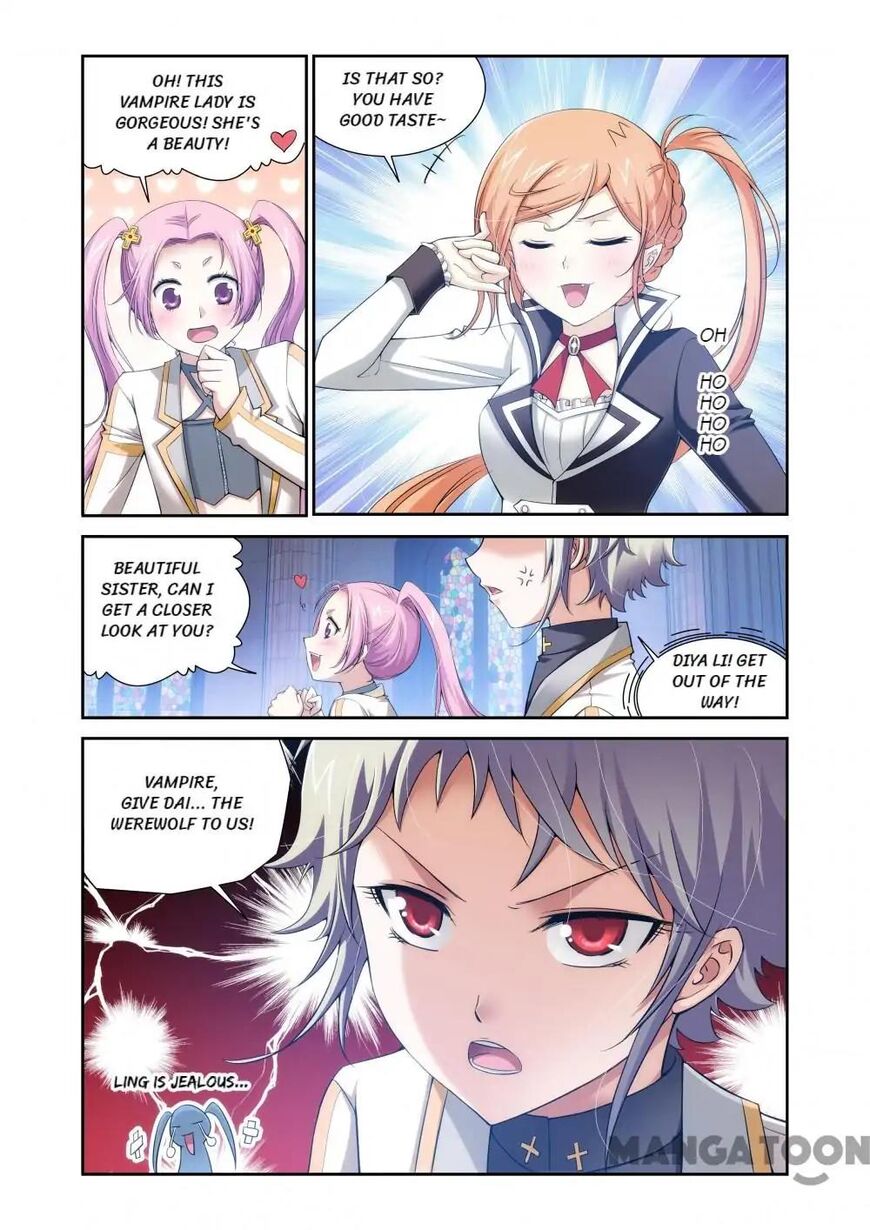 OH! THIS
VAMPIRE LADY IS
GORGEOUS! SHE'S
A BEAUTY!
IS THAT SO?
YOU HAVE
GOOD TASTE~
OH
HO
HO
HO
HO
BEAUTIFUL
SISTER, CAN I
GET A CLOSER
LOOK AT YOU?
DIYA LI! GET
OUT OF THE
WAY!
VAMPIRE,
GIVE DAI... THE
WEREWOLF TO US!
LING IS JEALOUS...
MANGATOON